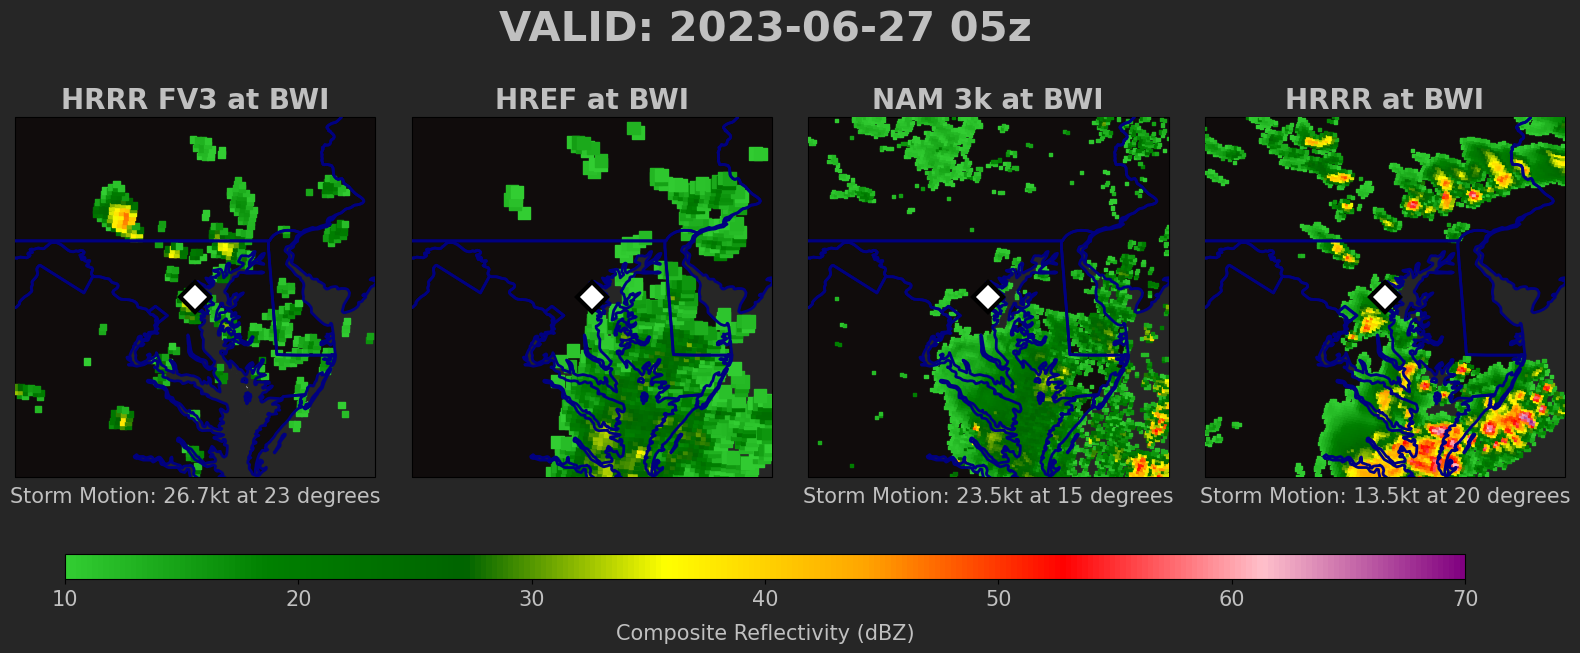 VALID: 2023-06-27 05z
HRRR FV3 at BWI
HREF at BWI
NAM 3k at BWI
HRRR at BWI
Storm Motion: 26.7kt at 23 degrees
Storm Motion: 23.5kt at 15 degrees
Storm Motion: 13.5kt at 20 degrees
10 20 30 40 50 60 70
Composite Reflectivity (dBZ)